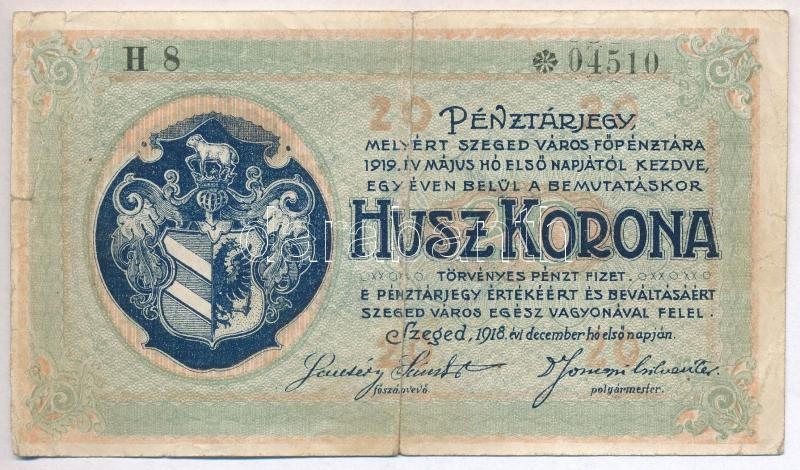 H 8 04510
20 20
PÉNZTÁRJEGY,
MELYÉRT SZEGED VÁROS FŐPÉNZTÁRA
1919. ÍV MÁJUS HÓ ELSŐ NAPJÁTÓL KEZDVE,
EGY ÉVEN BELÜL A BEMUTATÁSKOR
HUSZ KORONA
TÖRVÉNYES PÉNZT FIZET.
E PÉNZTÁRJEGY ÉRTÉKÉÉRT ÉS BEVÁLTÁSÁÉRT
SZEGED VÁROS EGÉSZ VAGYONÁVAL FELEL.
Szeged, 1918. évi december hó első napján.
20 20
főszámvevő. polgármester.